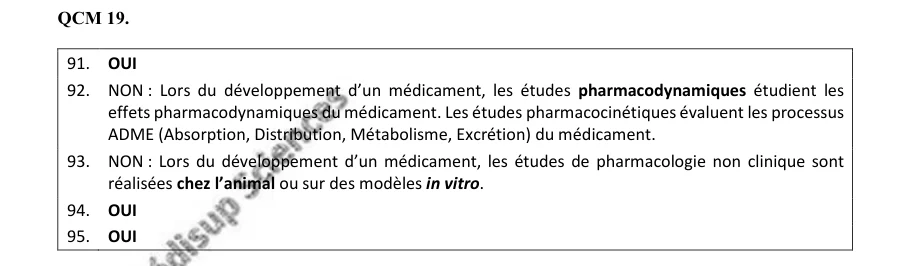 QCM 19.
91. OUI
92. NON : Lors du développement d’un médicament, les études pharmacodynamiques étudient les
effets pharmacodynamiques du médicament. Les études pharmacocinétiques évaluent les processus
ADME (Absorption, Distribution, Métabolisme, Excrétion) du médicament.
93. NON : Lors du développement d’un médicament, les études de pharmacologie non clinique sont
réalisées chez l’animal ou sur des modèles in vitro.
94. OUI
95. OUI
disup Sciences